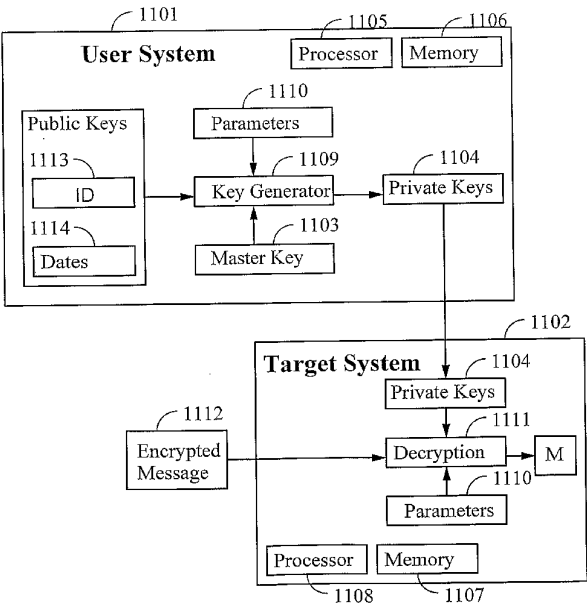 1101
1105
1106
User System
Processor
Memory
1110
Public Keys
Parameters
1113
1109
1104
ID
Key Generator
Private Keys
1114
1103
Dates
Master Key
1102
Target System
1104
Private Keys
1112
1111
Encrypted
Message
Decryption
M
1110
Parameters
Processor
Memory
1108
1107